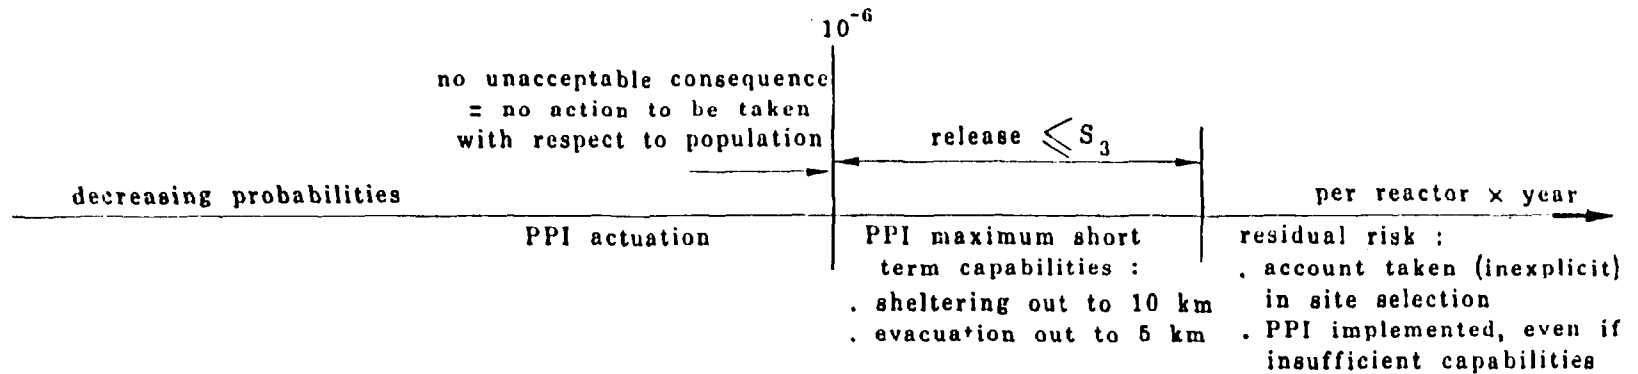 10⁻⁶
no unacceptable consequence
= no action to be taken
with respect to population
release ⩽ S₃
decreasing probabilities
per reactor × year
PPI actuation
PPI maximum short
term capabilities :
. sheltering out to 10 km
. evacuation out to 5 km
residual risk :
. account taken (inexplicit)
in site selection
. PPI implemented, even if
insufficient capabilities